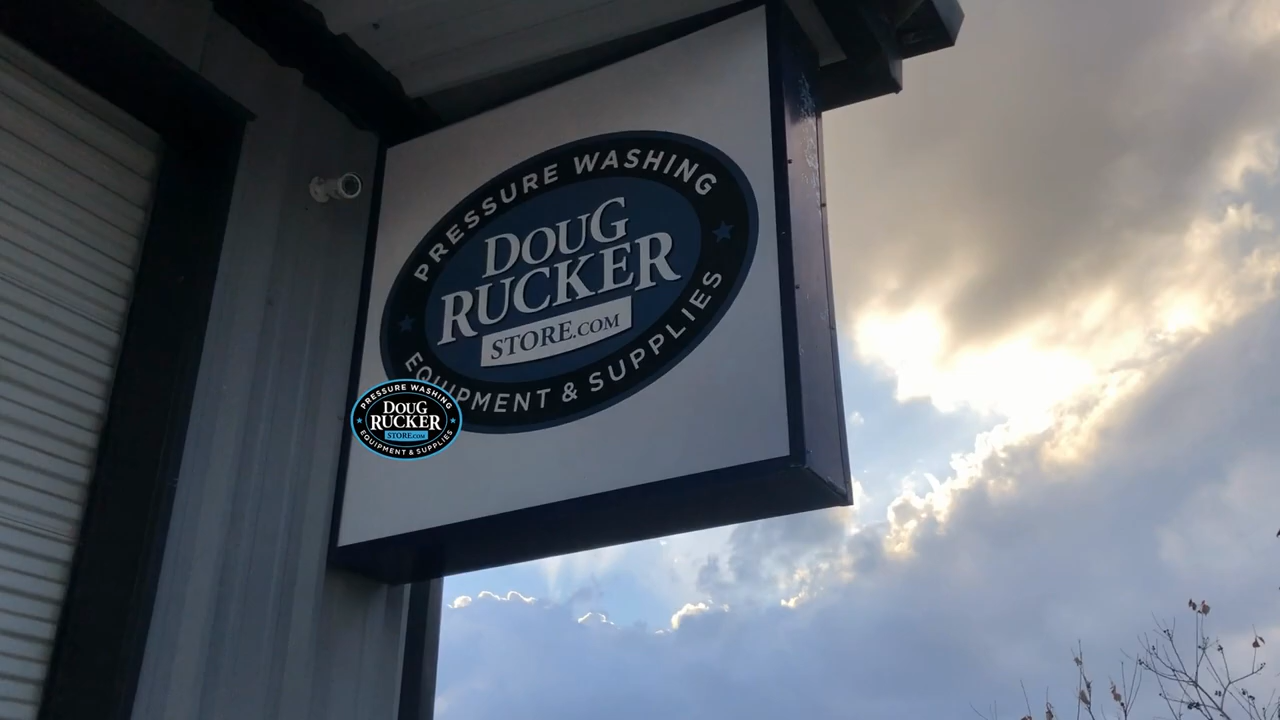 PRESSURE WASHING
DOUG
RUCKER
STORE.COM
EQUIPMENT & SUPPLIES
PRESSURE WASHING
DOUG
RUCKER
STORE.COM
EQUIPMENT & SUPPLIES